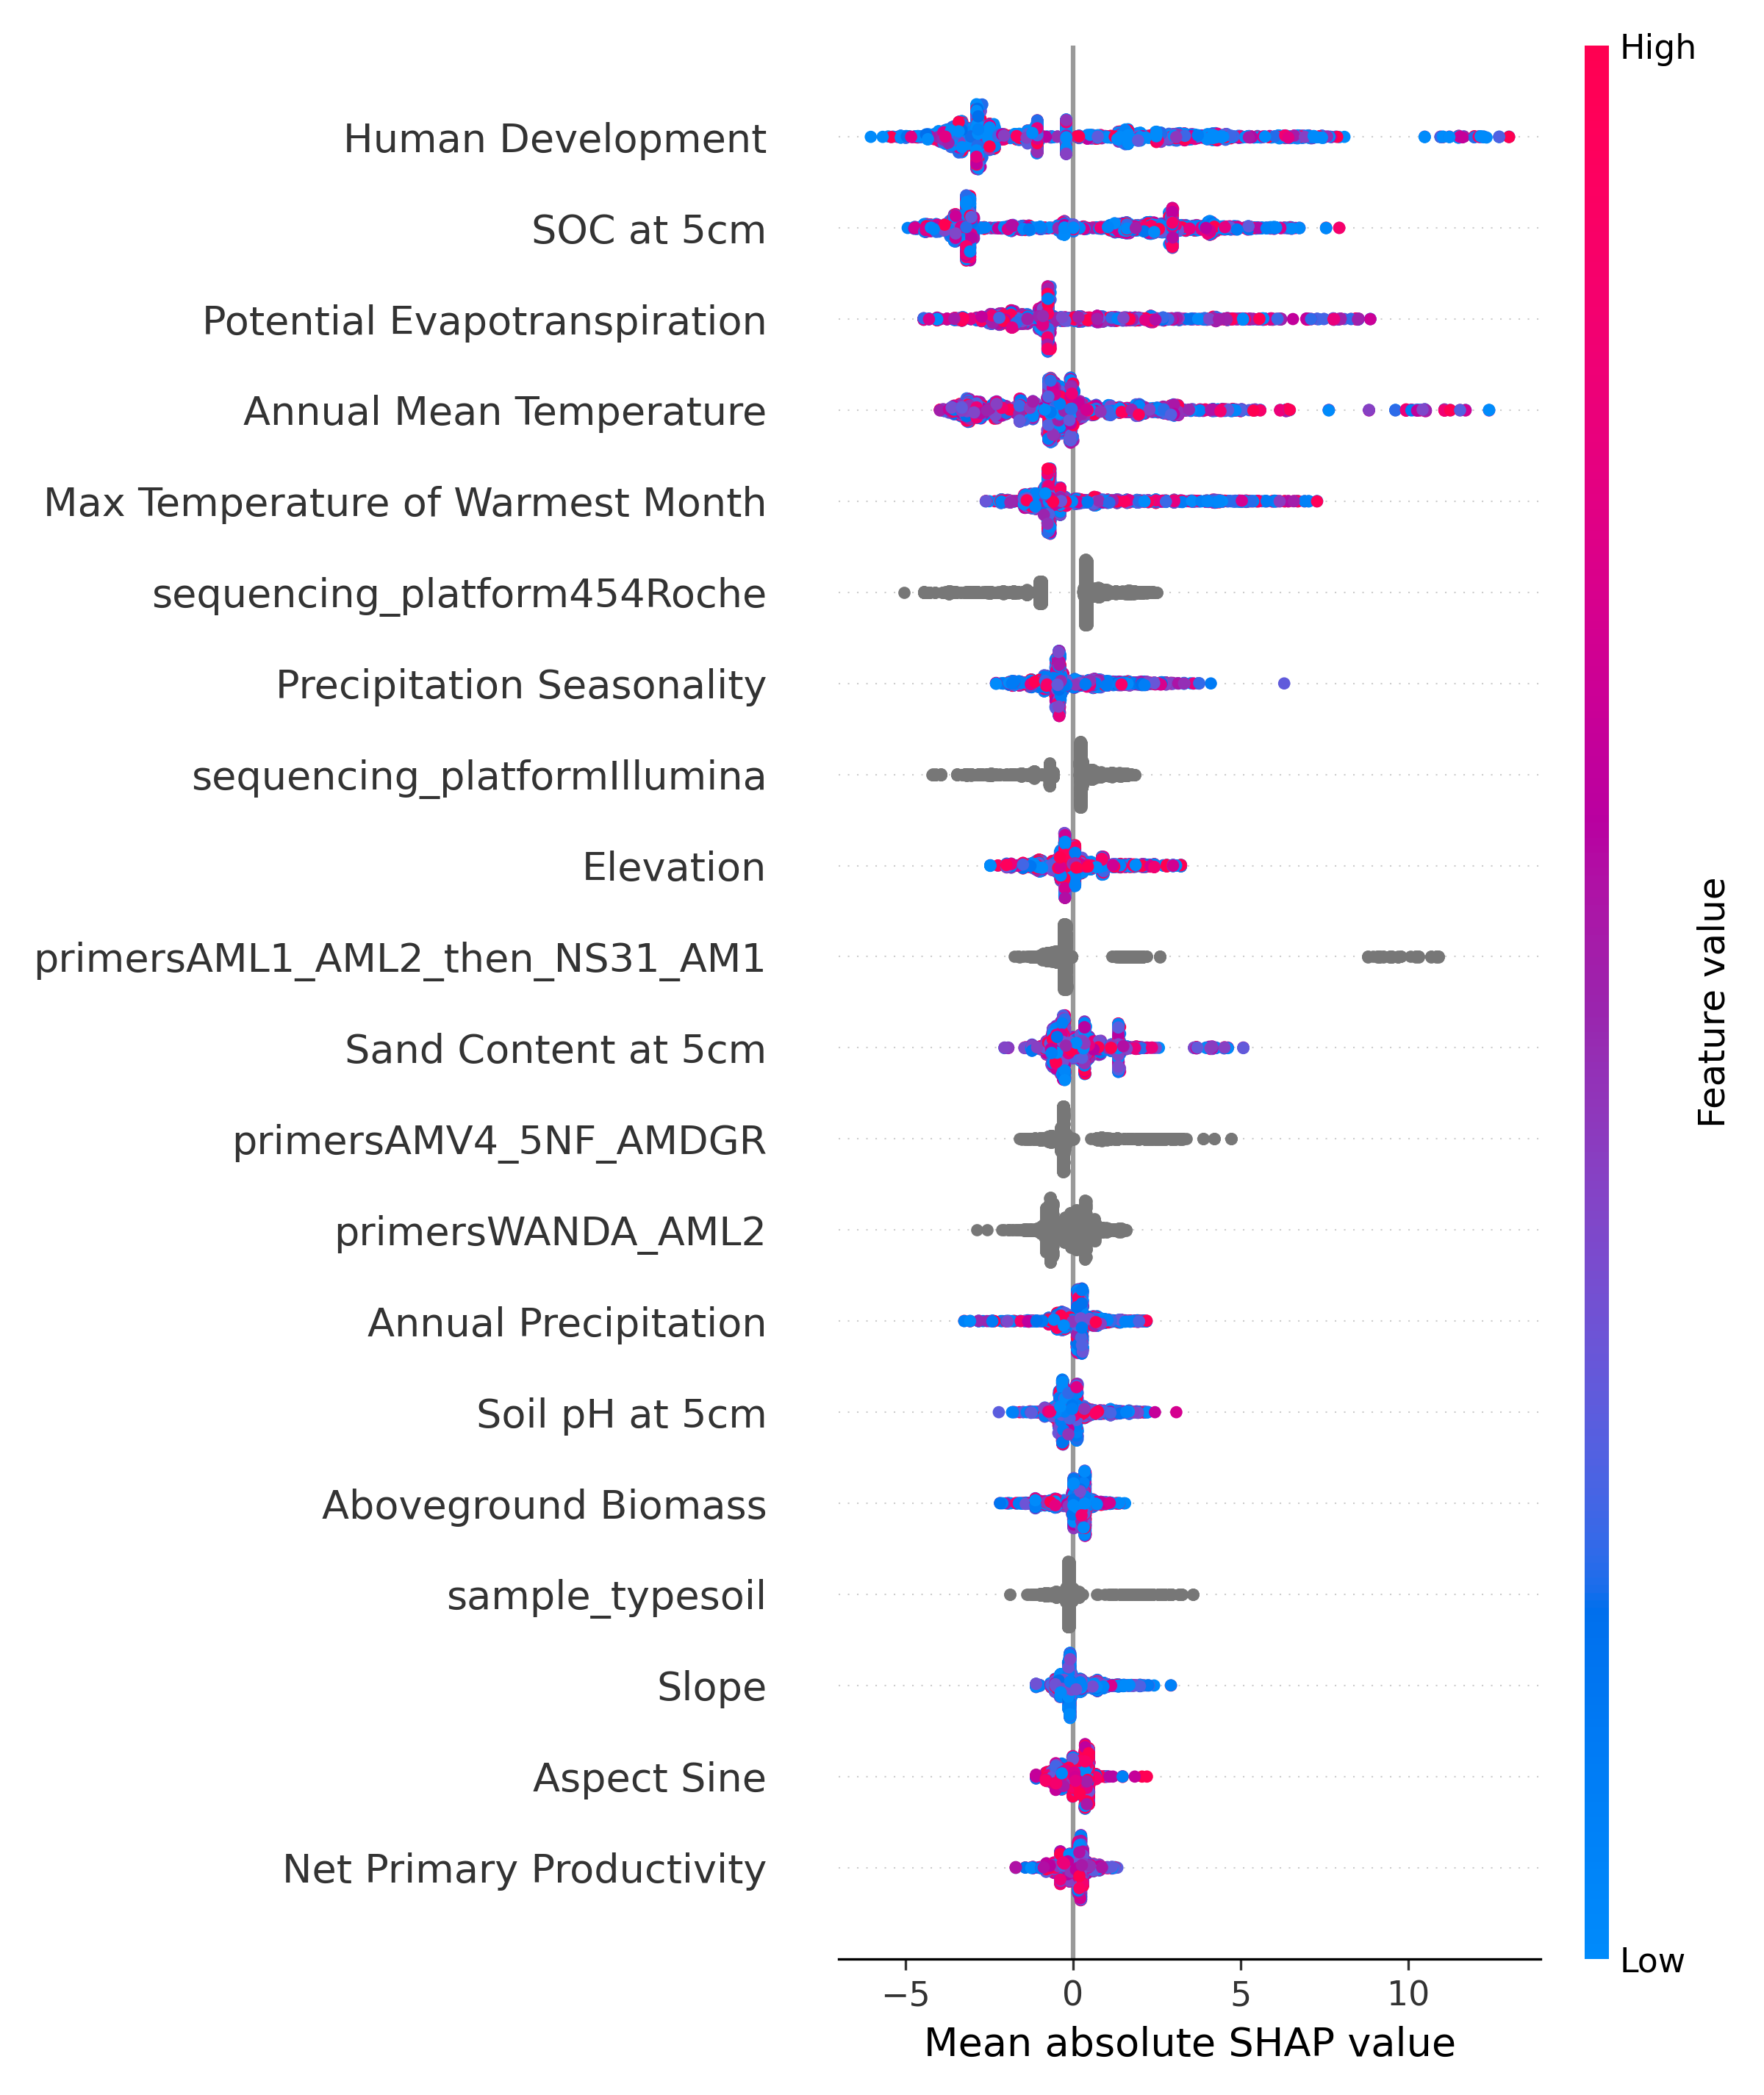 High
Human Development
SOC at 5cm
Potential Evapotranspiration
Annual Mean Temperature
Max Temperature of Warmest Month
sequencing_platform454Roche
Precipitation Seasonality
sequencing_platformIllumina
Elevation
primersAML1_AML2_then_NS31_AM1
Sand Content at 5cm
primersAMV4_5NF_AMDGR
primersWANDA_AML2
Annual Precipitation
Soil pH at 5cm
Aboveground Biomass
sample_typesoil
Slope
Aspect Sine
Net Primary Productivity
Feature value
Low
−5 0 5 10
Mean absolute SHAP value